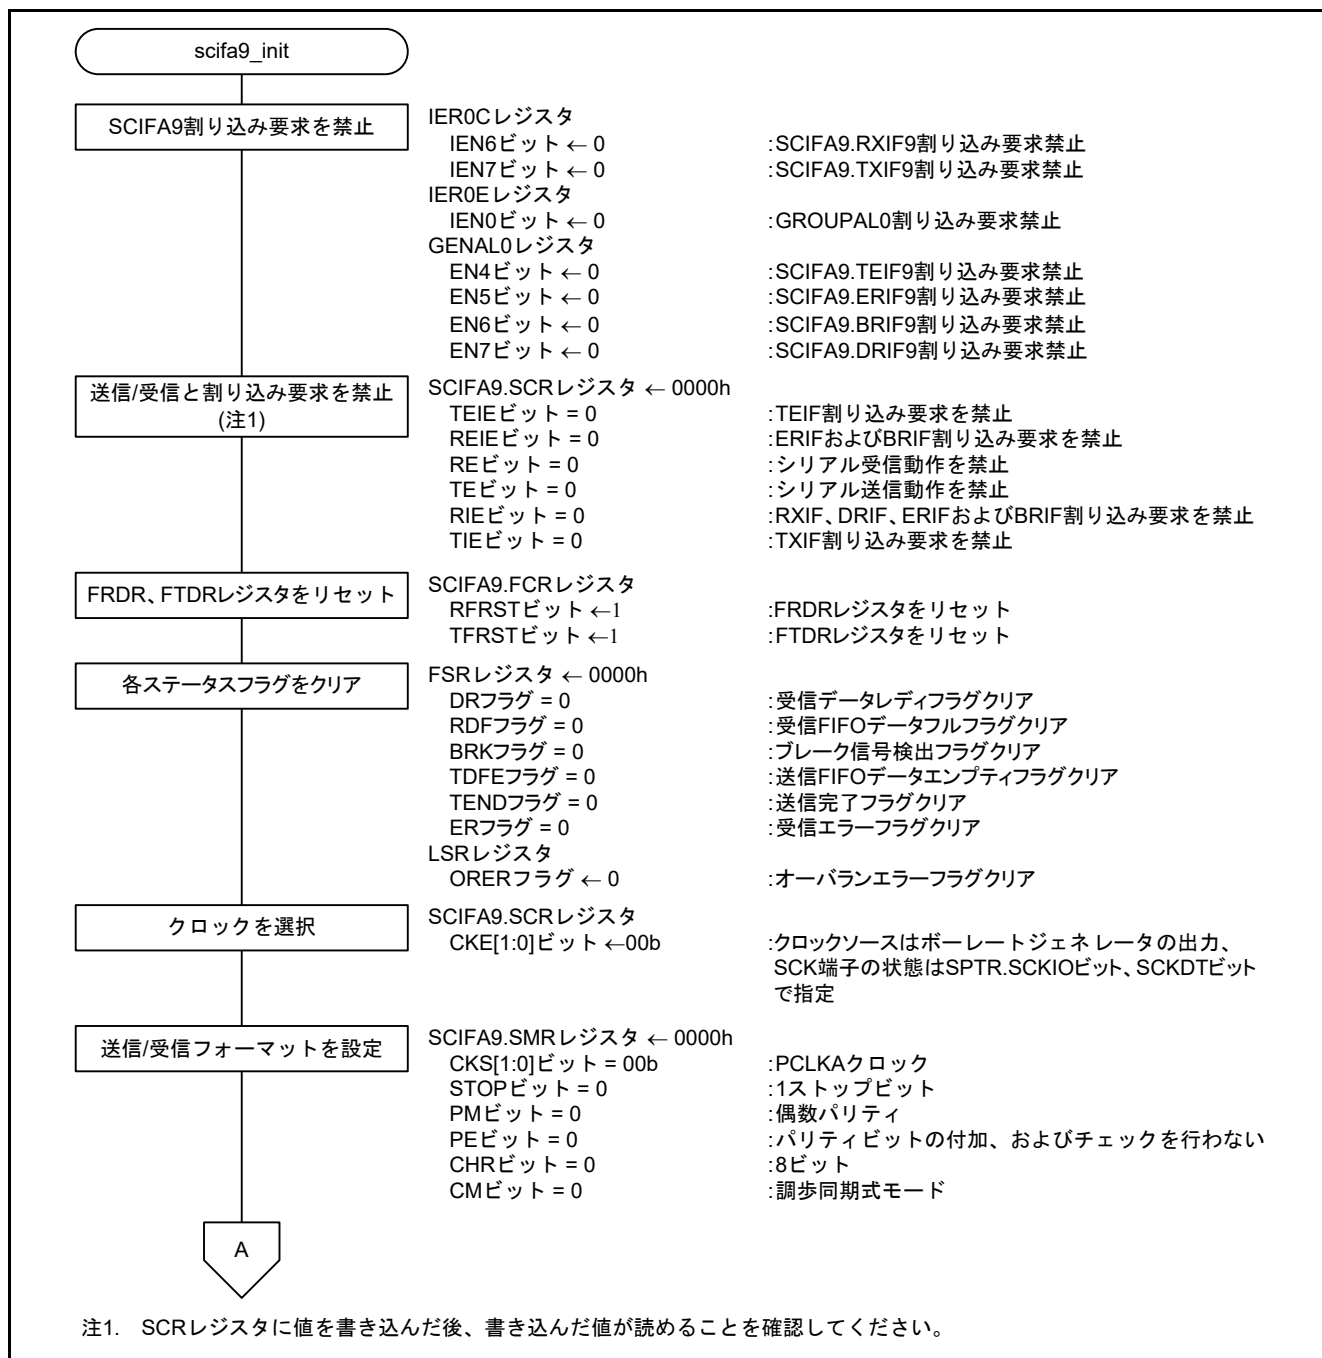 scifa9_init
SCIFA9割り込み要求を禁止
IER0Cレジスタ
IEN6ビット ← 0 :SCIFA9.RXIF9割り込み要求禁止
IEN7ビット ← 0 :SCIFA9.TXIF9割り込み要求禁止
IER0Eレジスタ
IEN0ビット ← 0 :GROUPAL0割り込み要求禁止
GENAL0レジスタ
EN4ビット ← 0 :SCIFA9.TEIF9割り込み要求禁止
EN5ビット ← 0 :SCIFA9.ERIF9割り込み要求禁止
EN6ビット ← 0 :SCIFA9.BRIF9割り込み要求禁止
EN7ビット ← 0 :SCIFA9.DRIF9割り込み要求禁止
送信/受信と割り込み要求を禁止
(注1)
SCIFA9.SCRレジスタ ← 0000h
TEIEビット = 0 :TEIF割り込み要求を禁止
REIEビット = 0 :ERIFおよびBRIF割り込み要求を禁止
REビット = 0 :シリアル受信動作を禁止
TEビット = 0 :シリアル送信動作を禁止
RIEビット = 0 :RXIF、DRIF、ERIFおよびBRIF割り込み要求を禁止
TIEビット = 0 :TXIF割り込み要求を禁止
FRDR、FTDRレジスタをリセット
SCIFA9.FCRレジスタ
RFRSTビット ←1 :FRDRレジスタをリセット
TFRSTビット ←1 :FTDRレジスタをリセット
各ステータスフラグをクリア
FSRレジスタ ← 0000h
DRフラグ = 0 :受信データレディフラグクリア
RDFフラグ = 0 :受信FIFOデータフルフラグクリア
BRKフラグ = 0 :ブレーク信号検出フラグクリア
TDFEフラグ = 0 :送信FIFOデータエンプティフラグクリア
TENDフラグ = 0 :送信完了フラグクリア
ERフラグ = 0 :受信エラーフラグクリア
LSRレジスタ
ORERフラグ ← 0 :オーバランエラーフラグクリア
クロックを選択
SCIFA9.SCRレジスタ
CKE[1:0]ビット ←00b :クロックソースはボーレートジェネレータの出力、
SCK端子の状態はSPTR.SCKIOビット、SCKDTビット
で指定
送信/受信フォーマットを設定
SCIFA9.SMRレジスタ ← 0000h
CKS[1:0]ビット = 00b :PCLKAクロック
STOPビット = 0 :1ストップビット
PMビット = 0 :偶数パリティ
PEビット = 0 :パリティビットの付加、およびチェックを行わない
CHRビット = 0 :8ビット
CMビット = 0 :調歩同期式モード
A
注1. SCRレジスタに値を書き込んだ後、書き込んだ値が読めることを確認してください。